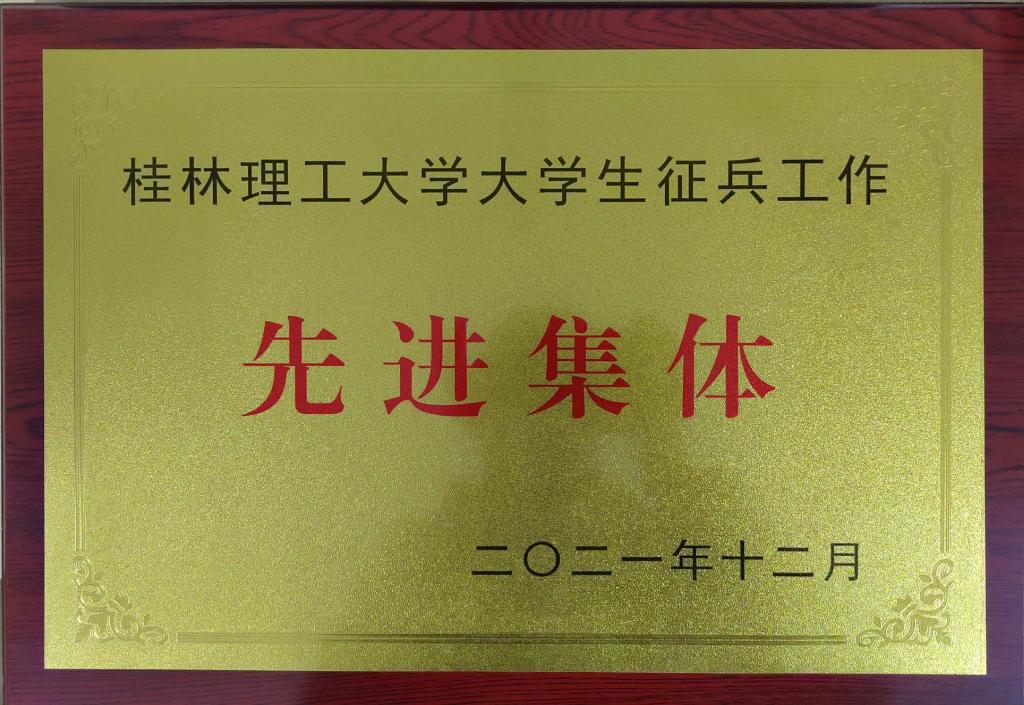 桂林理工大学大学生征兵工作
先进集体
二〇二一年十二月